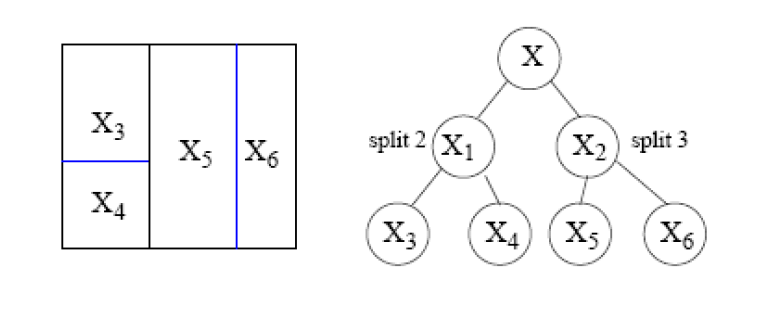 X₃
X₄
X₅
X₆
X
split 2
X₁
X₂
split 3
X₃
X₄
X₅
X₆